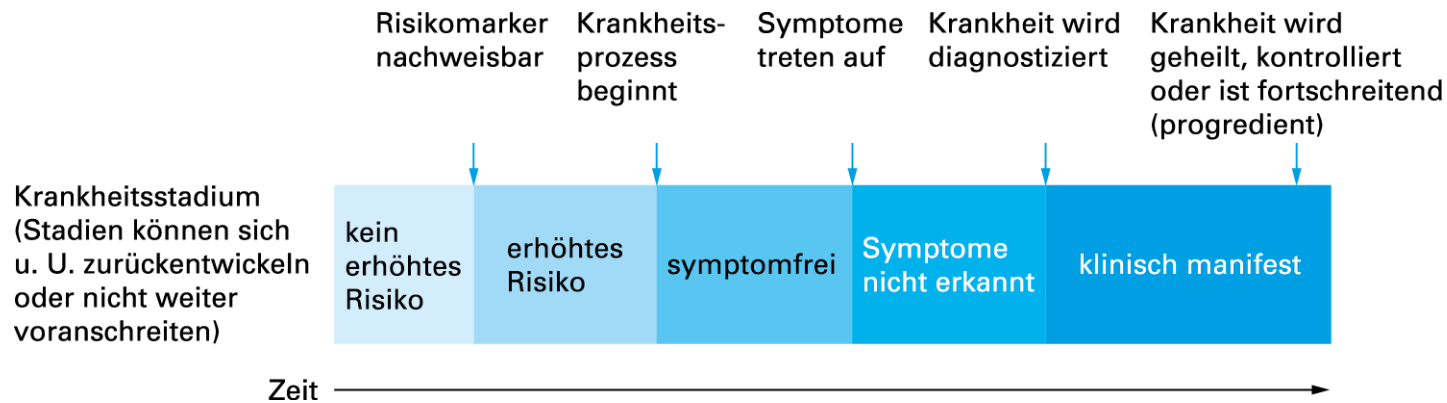 Risikomarker
nachweisbar
Krankheits-
prozess
beginnt
Symptome
treten auf
Krankheit wird
diagnostiziert
Krankheit wird
geheilt, kontrolliert
oder ist fortschreitend
(progredient)
Krankheitsstadium
(Stadien können sich
u. U. zurückentwickeln
oder nicht weiter
voranschreiten)
kein
erhöhtes
Risiko
erhöhtes
Risiko
symptomfrei
Symptome
nicht erkannt
klinisch manifest
Zeit